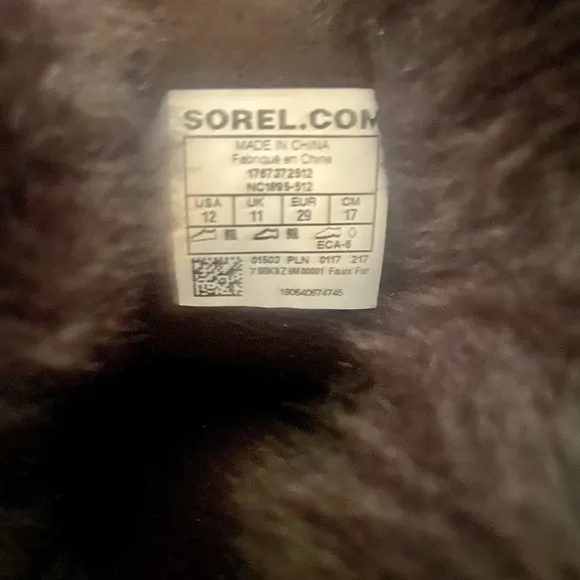 SOREL.COM
MADE IN CHINA
Fabriqué en Chine
1767372512
NC1895-512
USA UK EUR CM
12 11 29 17
ECA-6
01503 PLN 0117 217
Faux Fur
190540674745